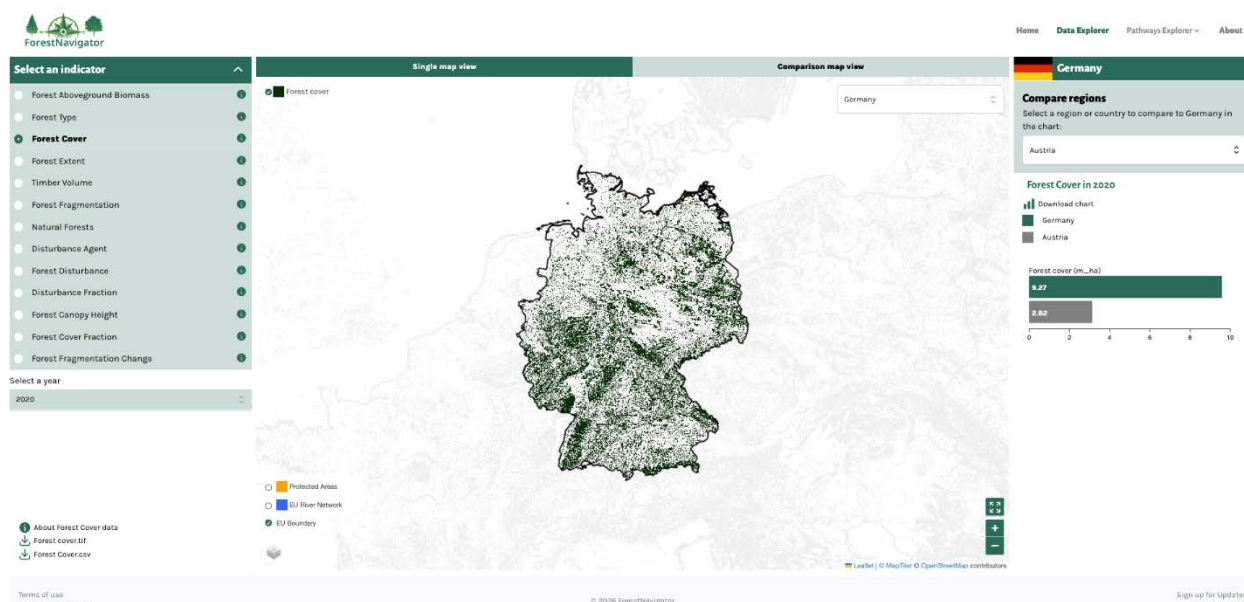 ForestNavigator
Home Data Explorer Pathways Explorer About
Select an indicator
Forest Aboveground Biomass
Forest Type
Forest Cover
Forest Extent
Timber Volume
Forest Fragmentation
Natural Forests
Disturbance Agent
Forest Disturbance
Disturbance Fraction
Forest Canopy Height
Forest Cover Fraction
Forest Fragmentation Change
Select a year
2020
About Forest Cover data
Forest cover.tif
Forest Cover.csv
Single map view
Comparison map view
Forest cover
Germany
Protected Areas
EU River Network
EU Boundary
Leaflet | © MapTiler © OpenStreetMap contributors
Germany
Compare regions
Select a region or country to compare to Germany in
the chart:
Austria
Forest Cover in 2020
Download chart
Germany
Austria
Forest cover (m_ha)
9.27
2.82
0 2 4 6 8 10
Terms of use
© 2026 ForestNavigator
Sign up for Update